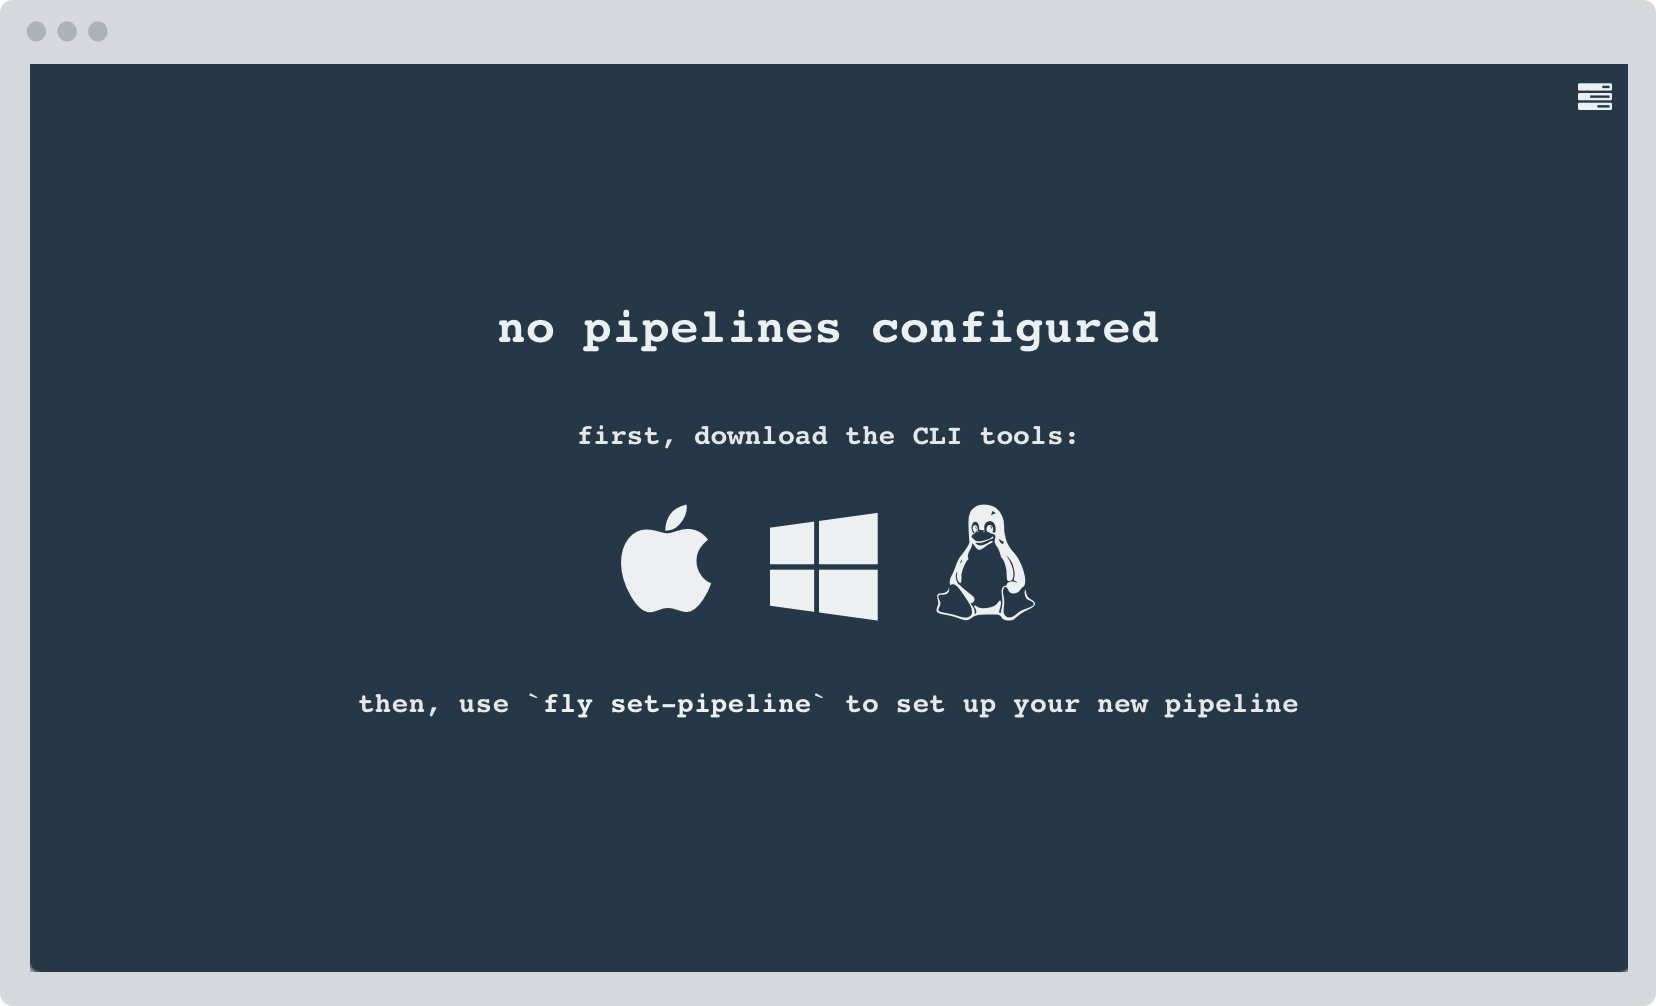 no pipelines configured
first, download the CLI tools:
then, use `fly set-pipeline` to set up your new pipeline